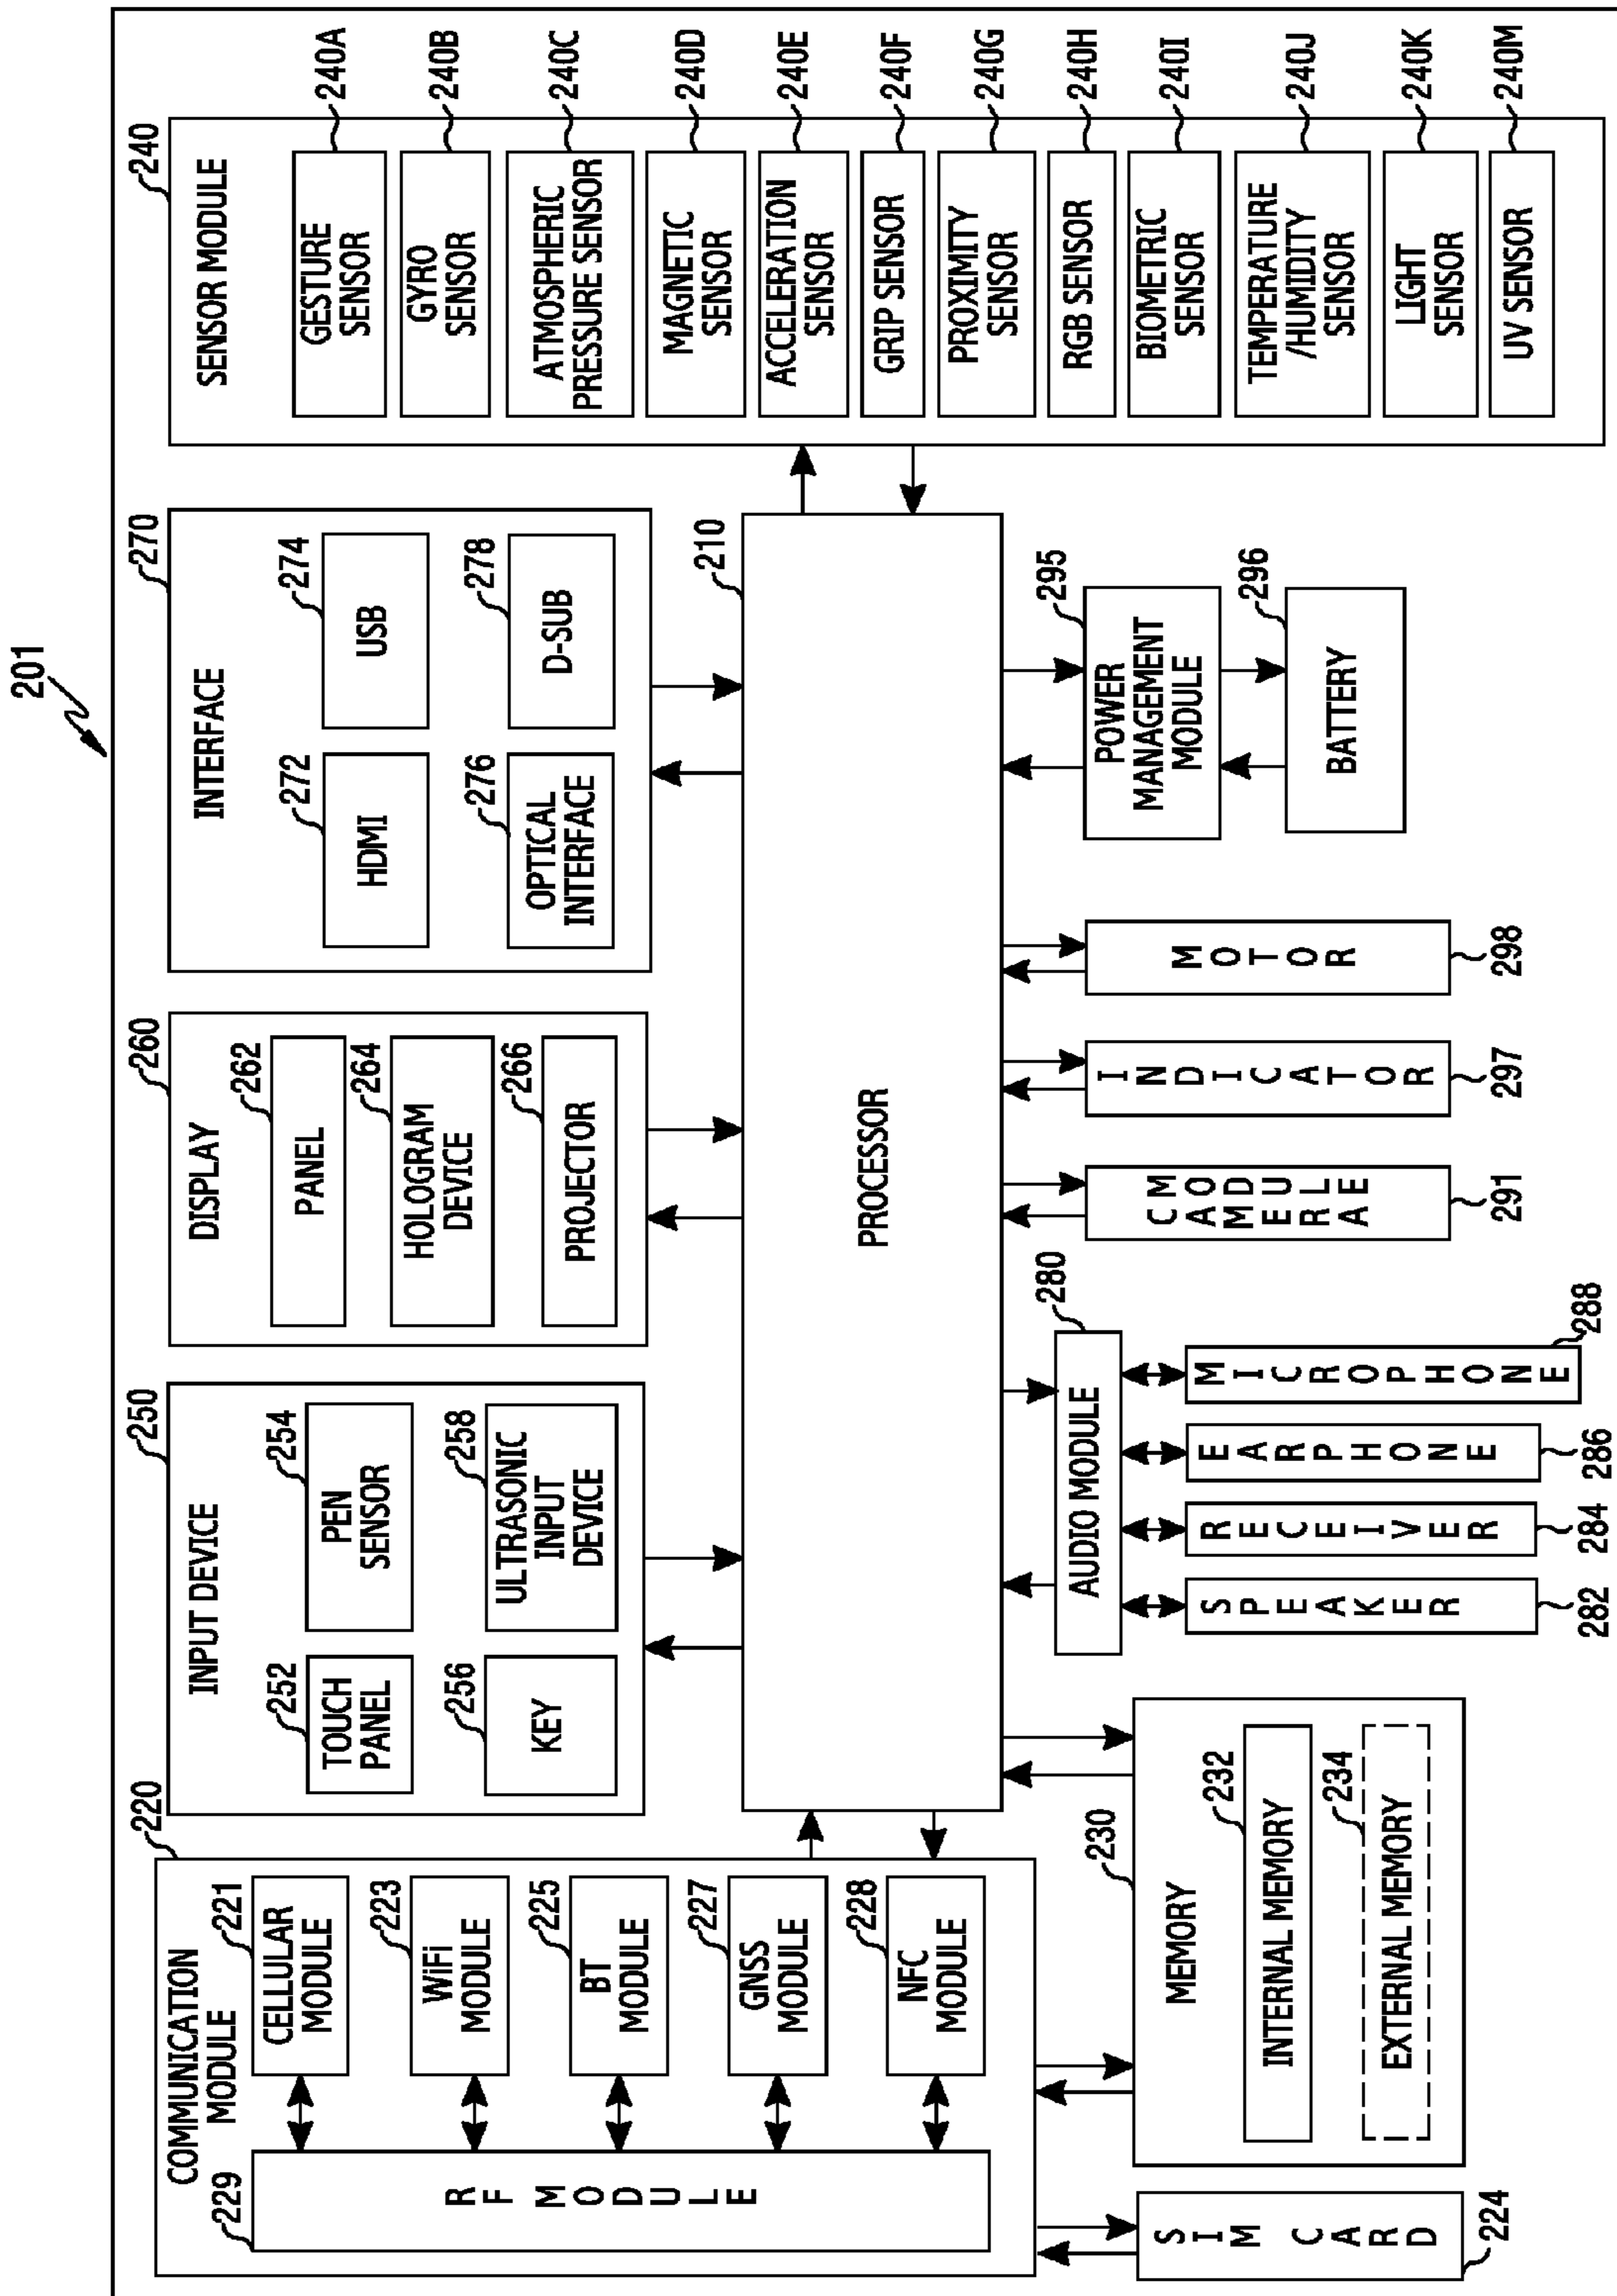 201
220
COMMUNICATION
MODULE
229
RF MODULE
221
CELLULAR
MODULE
223
WiFi
MODULE
225
BT
MODULE
227
GNSS
MODULE
228
NFC
MODULE
250
INPUT DEVICE
252
TOUCH
PANEL
254
PEN
SENSOR
256
KEY
258
ULTRASONIC
INPUT
DEVICE
260
DISPLAY
262
PANEL
264
HOLOGRAM
DEVICE
266
PROJECTOR
270
INTERFACE
272
HDMI
274
USB
276
OPTICAL
INTERFACE
278
D-SUB
240
SENSOR MODULE
GESTURE
SENSOR
240A
GYRO
SENSOR
240B
ATMOSPHERIC
PRESSURE SENSOR
240C
MAGNETIC
SENSOR
240D
ACCELERATION
SENSOR
240E
GRIP SENSOR
240F
PROXIMITY
SENSOR
240G
RGB SENSOR
240H
BIOMETRIC
SENSOR
240I
TEMPERATURE
/HUMIDITY
SENSOR
240J
LIGHT
SENSOR
240K
UV SENSOR
240M
210
PROCESSOR
SIM CARD
224
230
MEMORY
232
INTERNAL MEMORY
234
EXTERNAL MEMORY
280
AUDIO MODULE
SPEAKER
282
RECEIVER
284
EARPHONE
286
MICROPHONE
288
CAMERA
MODULE
291
INDICATOR
297
MOTOR
298
295
POWER
MANAGEMENT
MODULE
296
BATTERY